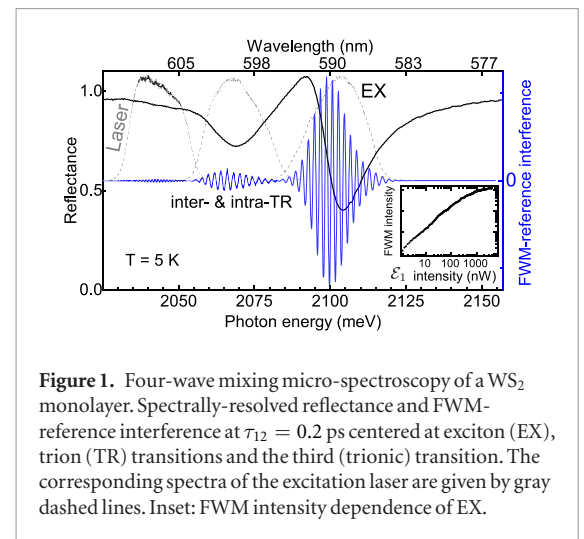 Wavelength (nm)
605 598 590 583 577
1.0
0.5
0.0
Reflectance
Laser
EX
inter- & intra-TR
T = 5 K
0
FWM-reference interference
FWM intensity
10 100 1000
ℰ₁ intensity (nW)
2050 2075 2100 2125 2150
Photon energy (meV)
Figure 1. Four-wave mixing micro-spectroscopy of a WS₂
monolayer. Spectrally-resolved reflectance and FWM-
reference interference at τ₁₂ = 0.2 ps centered at exciton (EX),
trion (TR) transitions and the third (trionic) transition. The
corresponding spectra of the excitation laser are given by gray
dashed lines. Inset: FWM intensity dependence of EX.